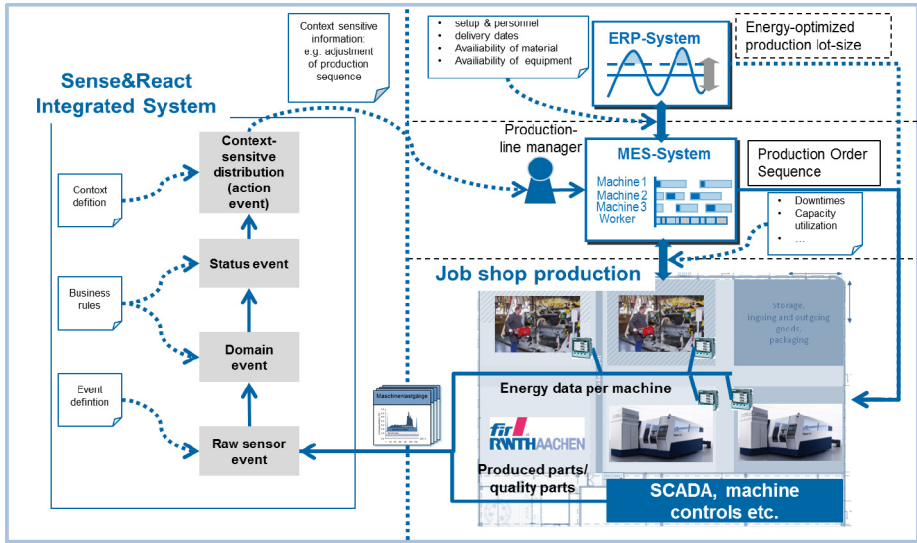 Context sensitive
information:
e.g. adjustment
of production
sequence
• setup & personnel
• delivery dates
• Availiability of material
• Availiability of equipment
ERP-System
Energy-optimized
production lot-size
Sense&React
Integrated System
Context-
sensitve
distribution
(action
event)
Context
defition
Status event
Business
rules
Domain
event
Event
defintion
Raw sensor
event
Production-
line manager
MES-System
Machine 1
Machine 2
Machine 3
Worker
Production Order
Sequence
• Downtimes
• Capacity
utilization
• ...
Job shop production
Storage,
ingoing and outgoing
goods,
packaging
Energy data per machine
Maschinenlastgänge
fir
RWTHAACHEN
Produced parts/
quality parts
SCADA, machine
controls etc.